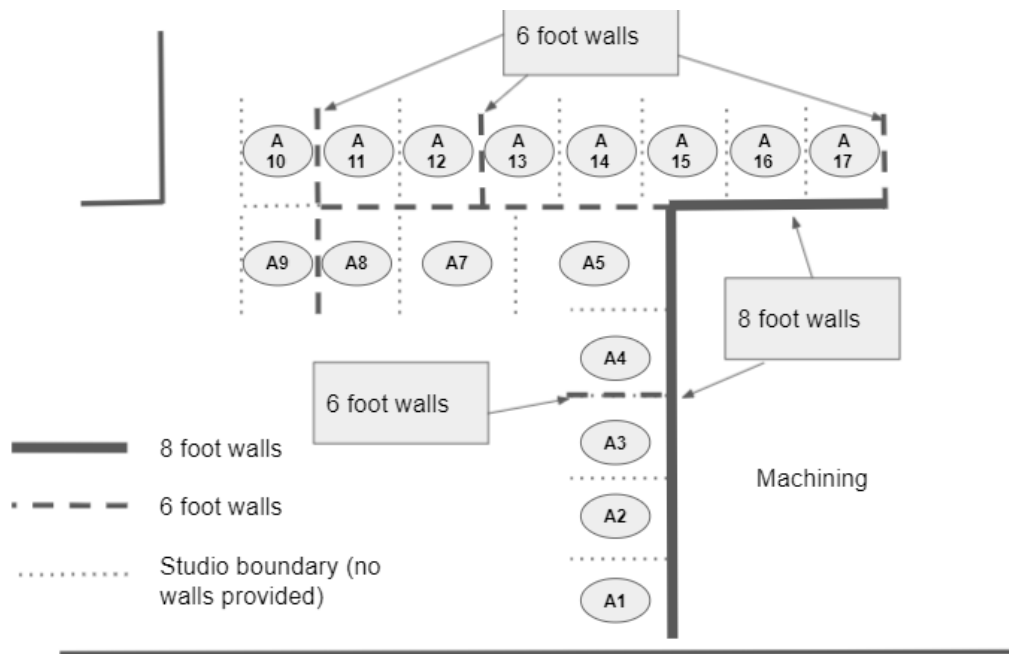 6 foot walls
A
10
A
11
A
12
A
13
A
14
A
15
A
16
A
17
A9
A8
A7
A5
8 foot walls
A4
6 foot walls
A3
8 foot walls
Machining
6 foot walls
A2
Studio boundary (no
walls provided)
A1